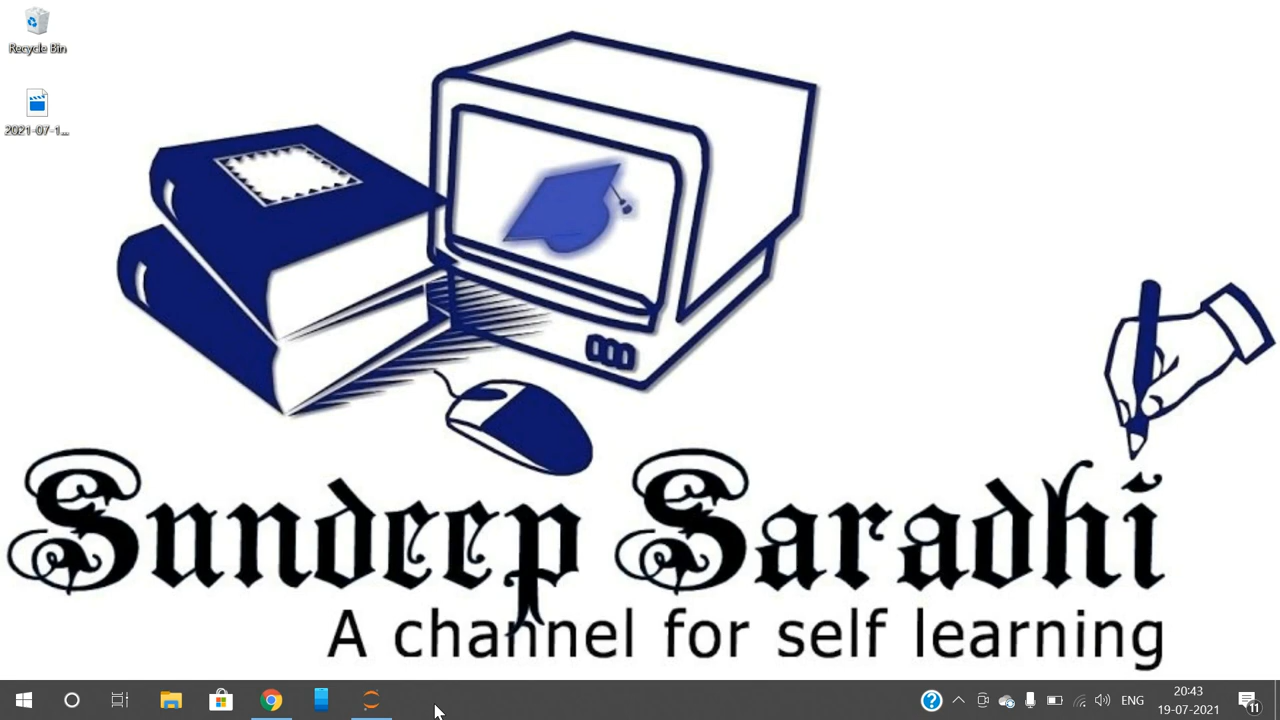 Recycle Bin
2021-07-1...
Sundeep Saradhi
A channel for self learning
ENG
20:43
19-07-2021
11